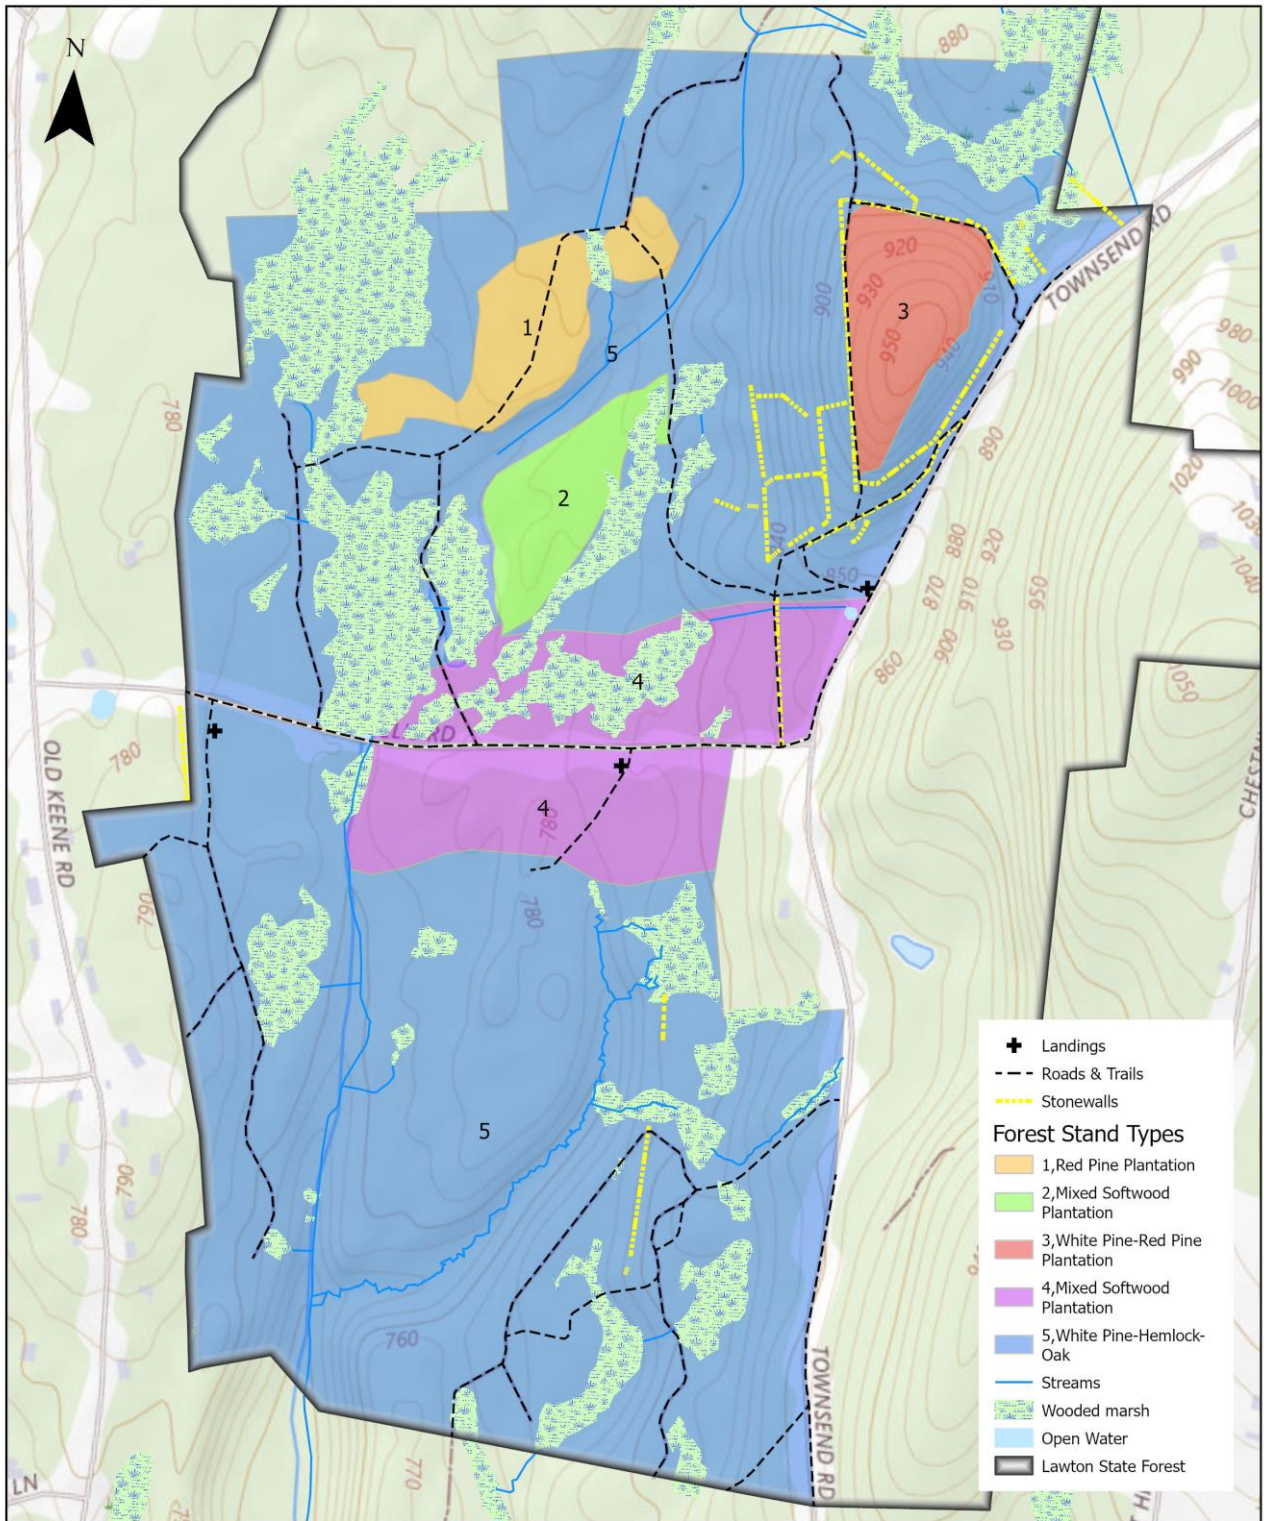 N
880
TOWNSEND RD
920
910
900
930
3
980
990
1000
950
940
1
5
780
890
1020
1030
2
840
880
920
1040
850
870
910
950
900
930
860
4
1050
RD
780
OLD KEENE RD
4
780
CHESTN
760
780
5
790
780
760
770
TOWNSEND RD
LN
Landings
Roads & Trails
Stonewalls
Forest Stand Types
1,Red Pine Plantation
2,Mixed Softwood
Plantation
3,White Pine-Red Pine
Plantation
4,Mixed Softwood
Plantation
5,White Pine-Hemlock-
Oak
Streams
Wooded marsh
Open Water
Lawton State Forest